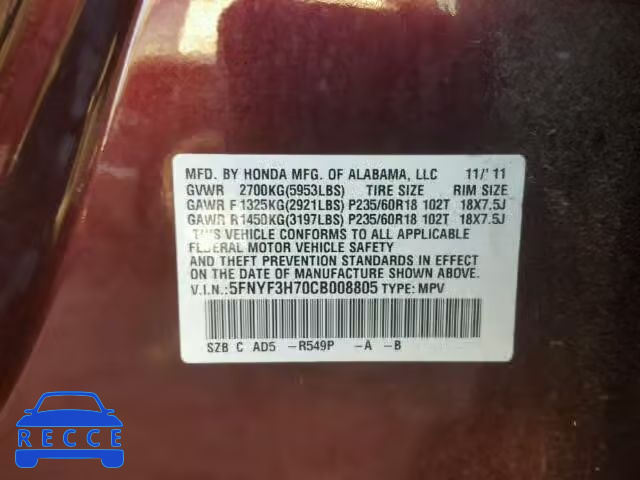 MFD. BY HONDA MFG. OF ALABAMA, LLC 11/'11
GVWR 2700KG(5953LBS) TIRE SIZE RIM SIZE
GAWR F 1325KG(2921LBS) P235/60R18 102T 18X7.5J
GAWR R 1450KG(3197LBS) P235/60R18 102T 18X7.5J
THIS VEHICLE CONFORMS TO ALL APPLICABLE
FEDERAL MOTOR VEHICLE SAFETY
AND THEFT PREVENTION STANDARDS IN EFFECT ON
THE DATE OF MANUFACTURE SHOWN ABOVE.
V.I.N.: 5FNYF3H70CB008805 TYPE: MPV
SZB C AD5 -R549P -A -B
RECCE